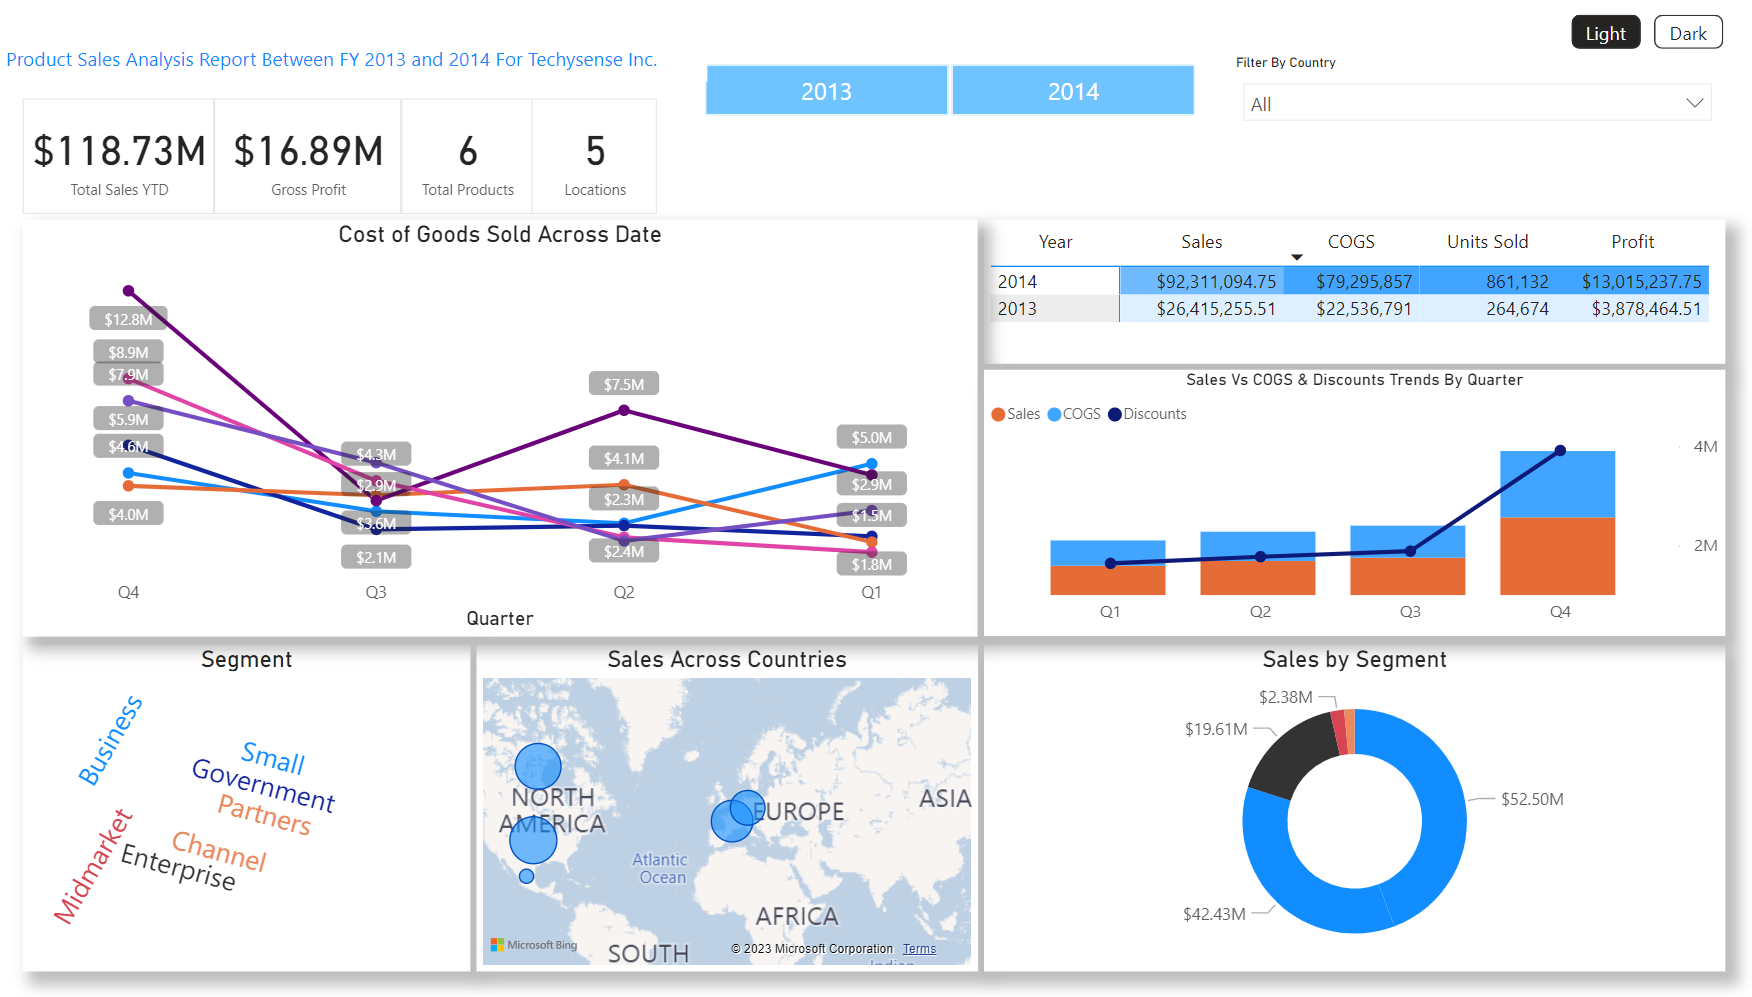 Light
Dark
Product Sales Analysis Report Between FY 2013 and 2014 For Techysense Inc.
2013
2014
Filter By Country
All
$118.73M
Total Sales YTD
$16.89M
Gross Profit
6
Total Products
5
Locations
Cost of Goods Sold Across Date
$12.8M
$8.9M
$7.9M
$5.9M
$4.6M
$4.0M
$4.3M
$2.9M
$3.6M
$2.1M
$7.5M
$4.1M
$2.3M
$2.4M
$5.0M
$2.9M
$1.5M
$1.8M
Q4 Q3 Q2 Q1
Quarter
Year Sales COGS Units Sold Profit
2014 $92,311,094.75 $79,295,857 861,132 $13,015,237.75
2013 $26,415,255.51 $22,536,791 264,674 $3,878,464.51
Sales Vs COGS & Discounts Trends By Quarter
Sales COGS Discounts
4M
2M
Q1 Q2 Q3 Q4
Segment
Business
Small
Government
Partners
Channel
Enterprise
Midmarket
Sales Across Countries
NORTH
AMERICA
EUROPE
ASIA
Atlantic
Ocean
AFRICA
SOUTH
Microsoft Bing
© 2023 Microsoft Corporation Terms
Sales by Segment
$2.38M
$19.61M
$52.50M
$42.43M